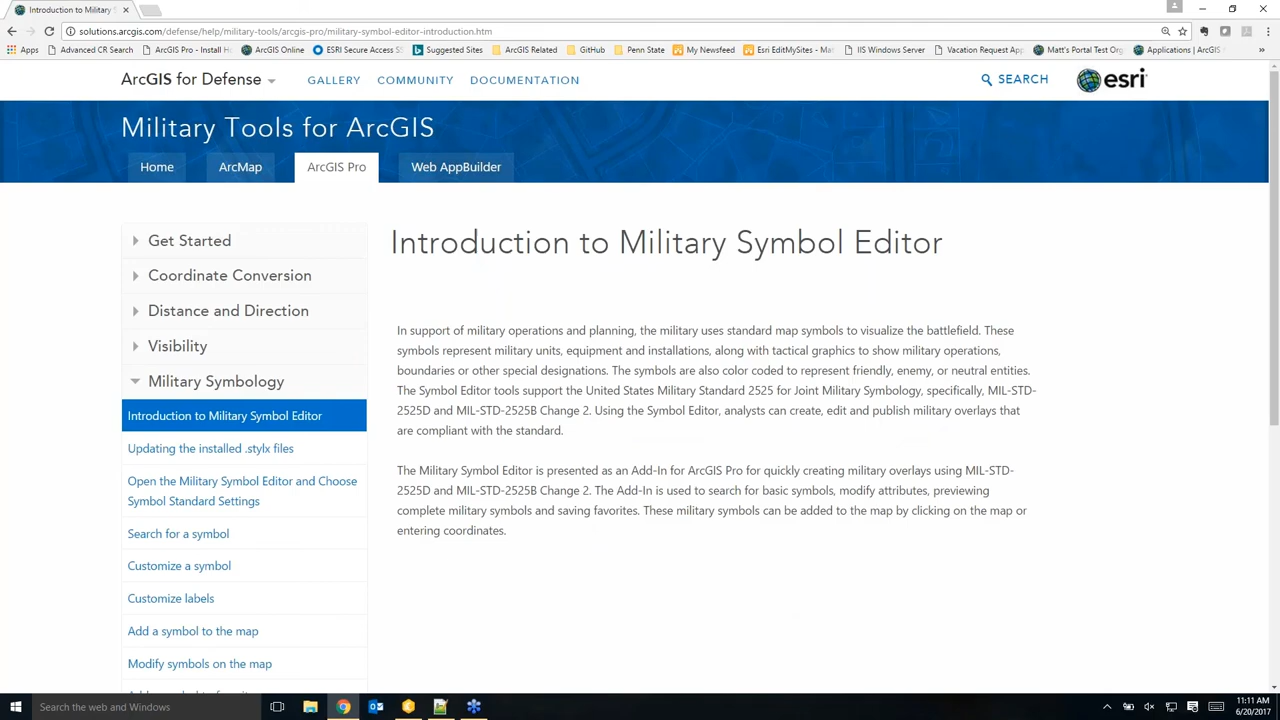 Introduction to Military S
solutions.arcgis.com/defense/help/military-tools/arcgis-pro/military-symbol-editor-introduction.htm
Apps Advanced CR Search ArcGIS Pro - Install H ArcGIS Online ESRI Secure Access S Suggested Sites ArcGIS Related GitHub Penn State My Newsfeed Esri EditMySites - Mat IIS Windows Server Vacation Request App Matt's Portal Test Org Applications | ArcGIS
ArcGIS for Defense GALLERY COMMUNITY DOCUMENTATION SEARCH esri
Military Tools for ArcGIS
Home ArcMap ArcGIS Pro Web AppBuilder
Get Started
Coordinate Conversion
Distance and Direction
Visibility
Military Symbology
Introduction to Military Symbol Editor
Updating the installed .stylx files
Open the Military Symbol Editor and Choose
Symbol Standard Settings
Search for a symbol
Customize a symbol
Customize labels
Add a symbol to the map
Modify symbols on the map
Introduction to Military Symbol Editor
In support of military operations and planning, the military uses standard map symbols to visualize the battlefield. These
symbols represent military units, equipment and installations, along with tactical graphics to show military operations,
boundaries or other special designations. The symbols are also color coded to represent friendly, enemy, or neutral entities.
The Symbol Editor tools support the United States Military Standard 2525 for Joint Military Symbology, specifically, MIL-STD-
2525D and MIL-STD-2525B Change 2. Using the Symbol Editor, analysts can create, edit and publish military overlays that
are compliant with the standard.
The Military Symbol Editor is presented as an Add-In for ArcGIS Pro for quickly creating military overlays using MIL-STD-
2525D and MIL-STD-2525B Change 2. The Add-In is used to search for basic symbols, modify attributes, previewing
complete military symbols and saving favorites. These military symbols can be added to the map by clicking on the map or
entering coordinates.
Search the web and Windows
11:11 AM
6/20/2017